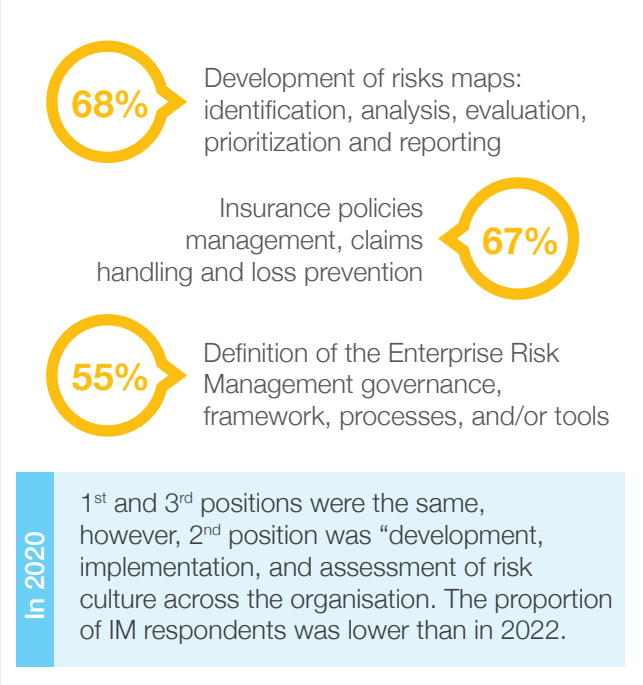 68%
Development of risks maps:
identification, analysis, evaluation,
prioritization and reporting
Insurance policies
management, claims
handling and loss prevention
67%
55%
Definition of the Enterprise Risk
Management governance,
framework, processes, and/or tools
In 2020
1st and 3rd positions were the same,
however, 2nd position was “development,
implementation, and assessment of risk
culture across the organisation. The proportion
of IM respondents was lower than in 2022.